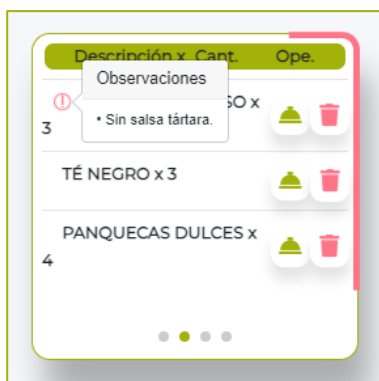 Descripción x Cant. Ope.
Observaciones
• Sin salsa tártara.
SO x
3
TÉ NEGRO x 3
PANQUECAS DULCES x
4